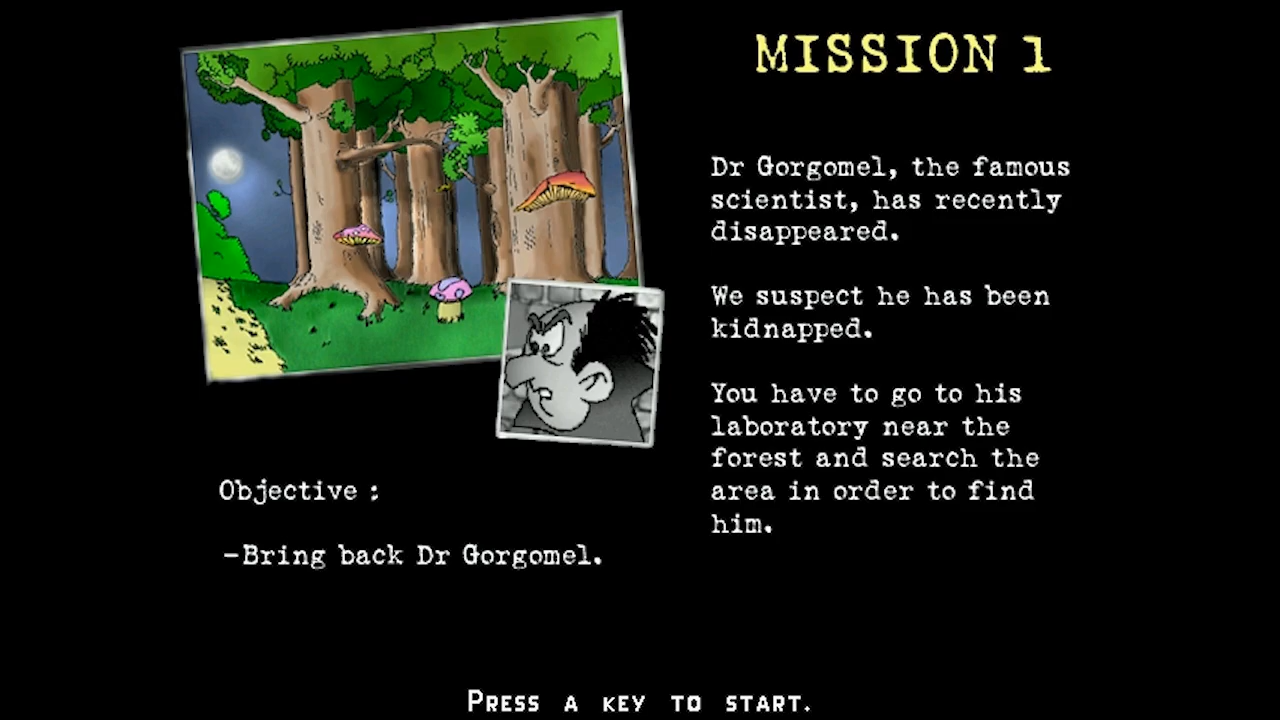 MISSION 1
Dr Gorgomel, the famous
scientist, has recently
disappeared.
We suspect he has been
kidnapped.
You have to go to his
laboratory near the
forest and search the
area in order to find
him.
Objective :
-Bring back Dr Gorgomel.
PRESS A KEY TO START.